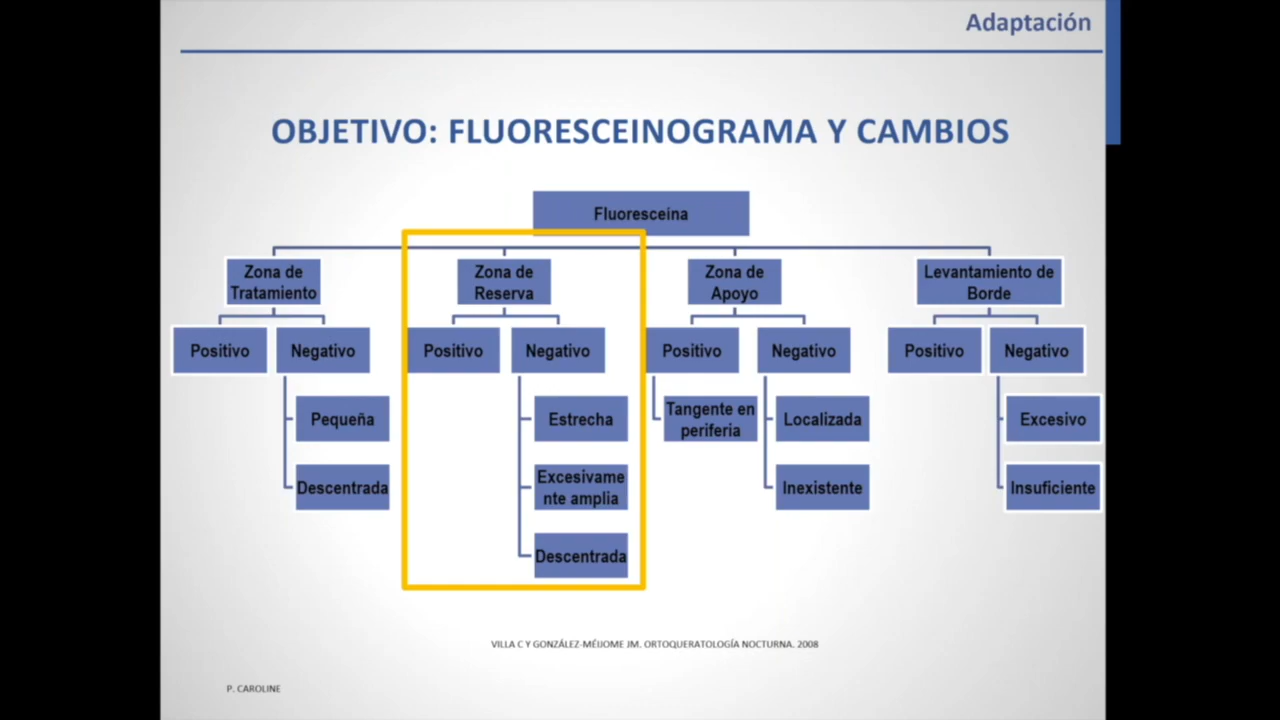 Adaptación
OBJETIVO: FLUORESCEINOGRAMA Y CAMBIOS
Fluoresceína
Zona de
Tratamiento
Zona de
Reserva
Zona de
Apoyo
Levantamiento de
Borde
Positivo
Negativo
Positivo
Negativo
Positivo
Negativo
Positivo
Negativo
Pequeña
Descentrada
Estrecha
Excesivame
nte amplia
Descentrada
Tangente en
periferia
Localizada
Inexistente
Excesivo
Insuficiente
VILLA C Y GONZÁLEZ-MÉIJOME JM. ORTOQUERATOLOGÍA NOCTURNA. 2008
P. CAROLINE